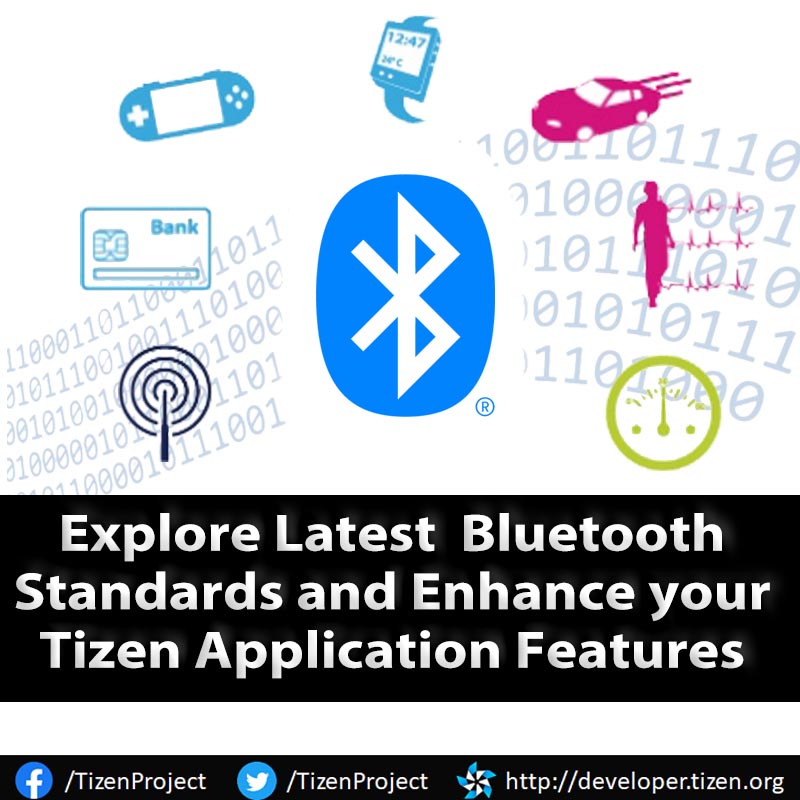 12:47
20°C
Bank
Explore Latest Bluetooth
Standards and Enhance your
Tizen Application Features
/TizenProject
/TizenProject
http://developer.tizen.org
®